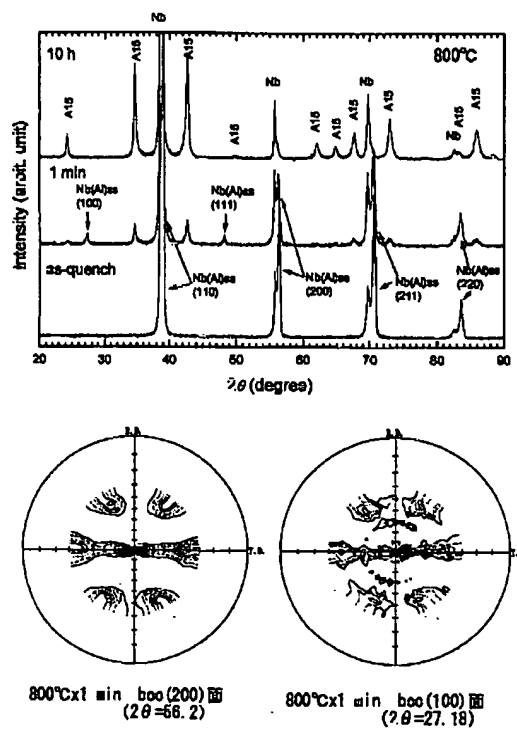 Nb
10 h
A15
A15
A15
Nb
A15
A15
A15
A15
Nb
A15
Nb
A15
A15
800°C
1 min
Nb(Al)ss
(100)
Nb(Al)ss
(111)
as-quench
Nb(Al)ss
(110)
Nb(Al)ss
(200)
Nb(Al)ss
(211)
Nb(Al)ss
(220)
Intensity (arbit. unit)
20 30 40 50 60 70 80 90
2θ (degree)
800°Cx1 min bcc(200)面
(2θ=56.2)
800°Cx1 min bcc(100)面
(2θ=27.18)